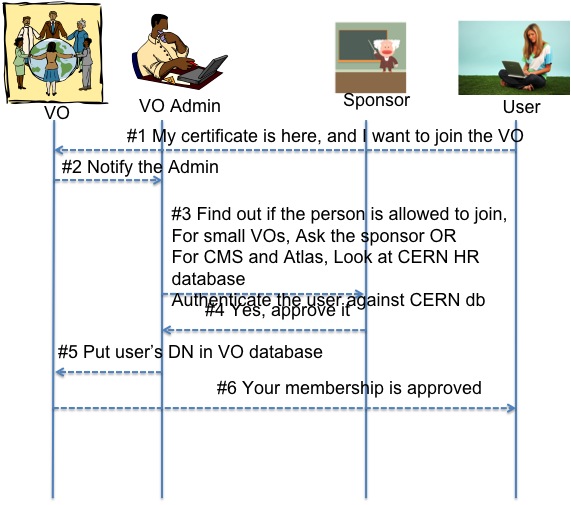 VO
VO Admin
Sponsor
User
#1 My certificate is here, and I want to join the VO
#2 Notify the Admin
#3 Find out if the person is allowed to join,
For small VOs, Ask the sponsor OR
For CMS and Atlas, Look at CERN HR
database
Authenticate the user against CERN db
#4 Yes, approve it
#5 Put user's DN in VO database
#6 Your membership is approved